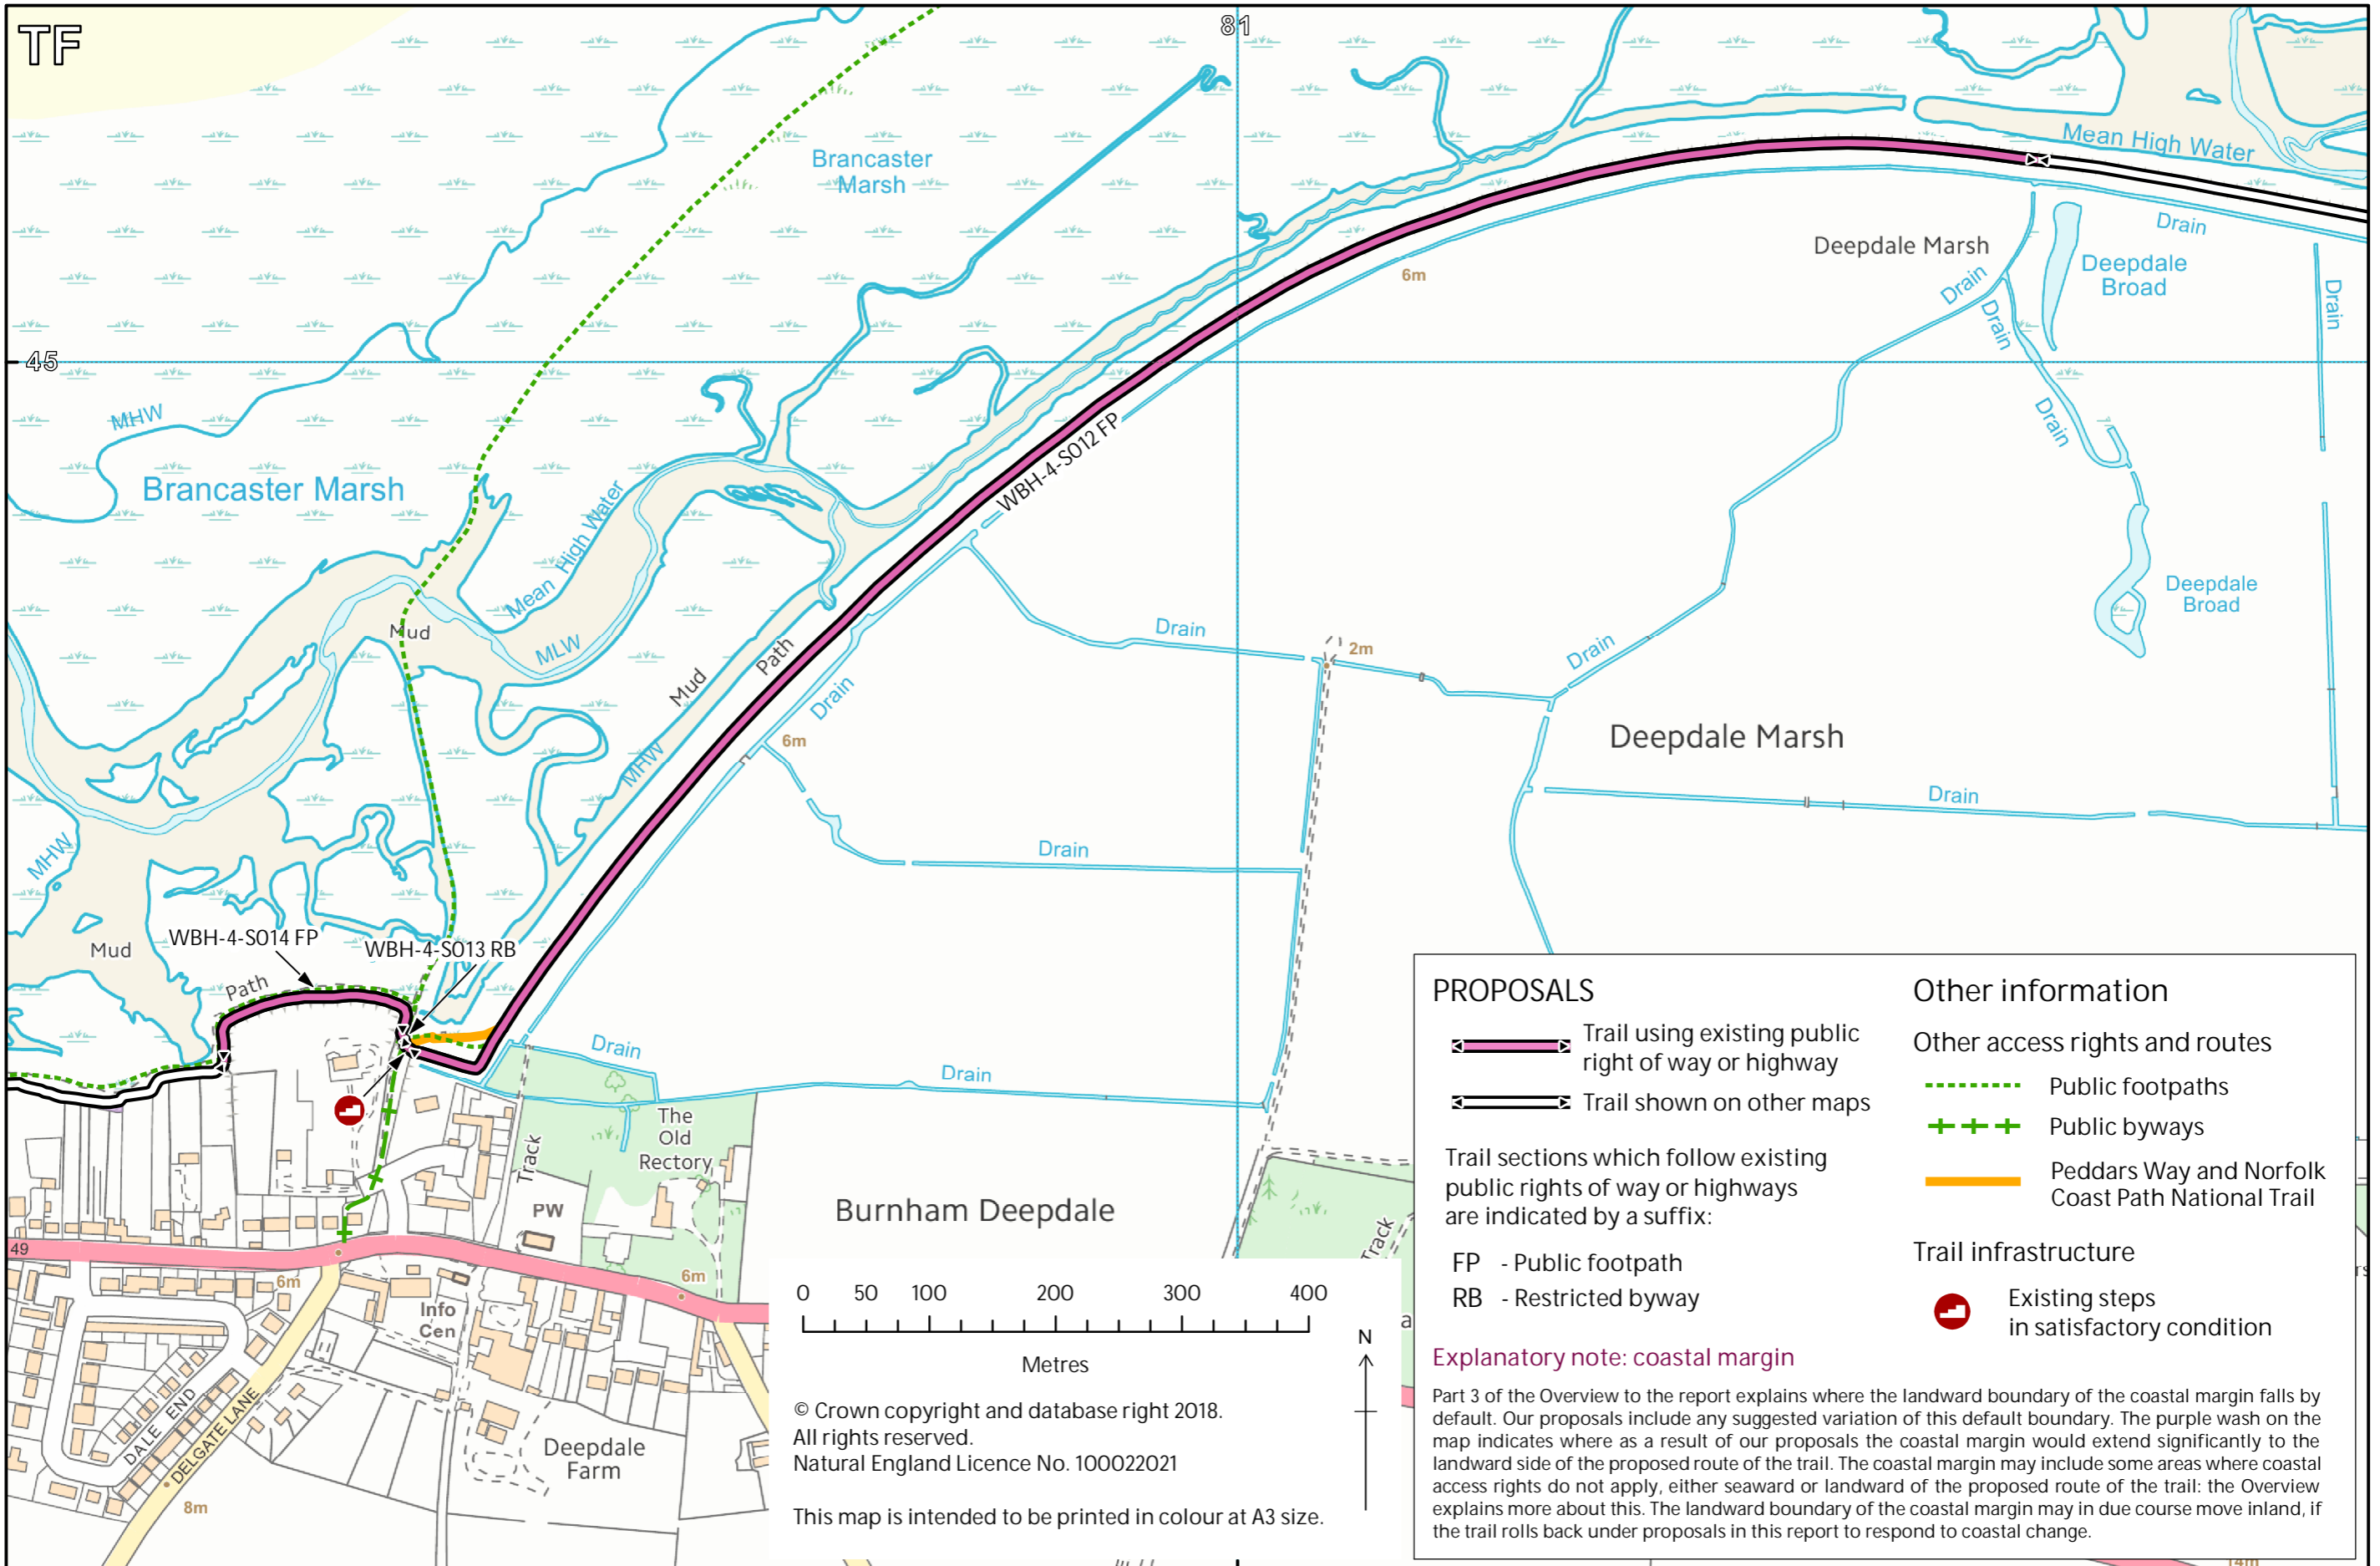 TF
81
45
Brancaster
Marsh
Mean High Water
Drain
Deepdale Marsh
Deepdale
Broad
Drain
Drain
Drain
6m
MHW
Drain
Brancaster Marsh
WBH-4-S012 FP
Mean High Water
Deepdale
Broad
Mud
MLW
Path
Drain
Drain
2m
Mud
Drain
6m
MHW
Deepdale Marsh
Drain
MHW
Drain
WBH-4-S014 FP
WBH-4-S013 RB
Mud
Path
Drain
Drain
The
Old
Rectory
Track
PW
Burnham Deepdale
Track
49
6m
6m
Info
Cen
DALE END
DELGATE LANE
8m
Deepdale
Farm
0 50 100 200 300 400
Metres
N
© Crown copyright and database right 2018.
All rights reserved.
Natural England Licence No. 100022021
This map is intended to be printed in colour at A3 size.
PROPOSALS
Trail using existing public
right of way or highway
Trail shown on other maps
Trail sections which follow existing
public rights of way or highways
are indicated by a suffix:
FP - Public footpath
RB - Restricted byway
Other information
Other access rights and routes
Public footpaths
Public byways
Peddars Way and Norfolk
Coast Path National Trail
Trail infrastructure
Existing steps
in satisfactory condition
Explanatory note: coastal margin
Part 3 of the Overview to the report explains where the landward boundary of the coastal margin falls by
default. Our proposals include any suggested variation of this default boundary. The purple wash on the
map indicates where as a result of our proposals the coastal margin would extend significantly to the
landward side of the proposed route of the trail. The coastal margin may include some areas where coastal
access rights do not apply, either seaward or landward of the proposed route of the trail: the Overview
explains more about this. The landward boundary of the coastal margin may in due course move inland, if
the trail rolls back under proposals in this report to respond to coastal change.